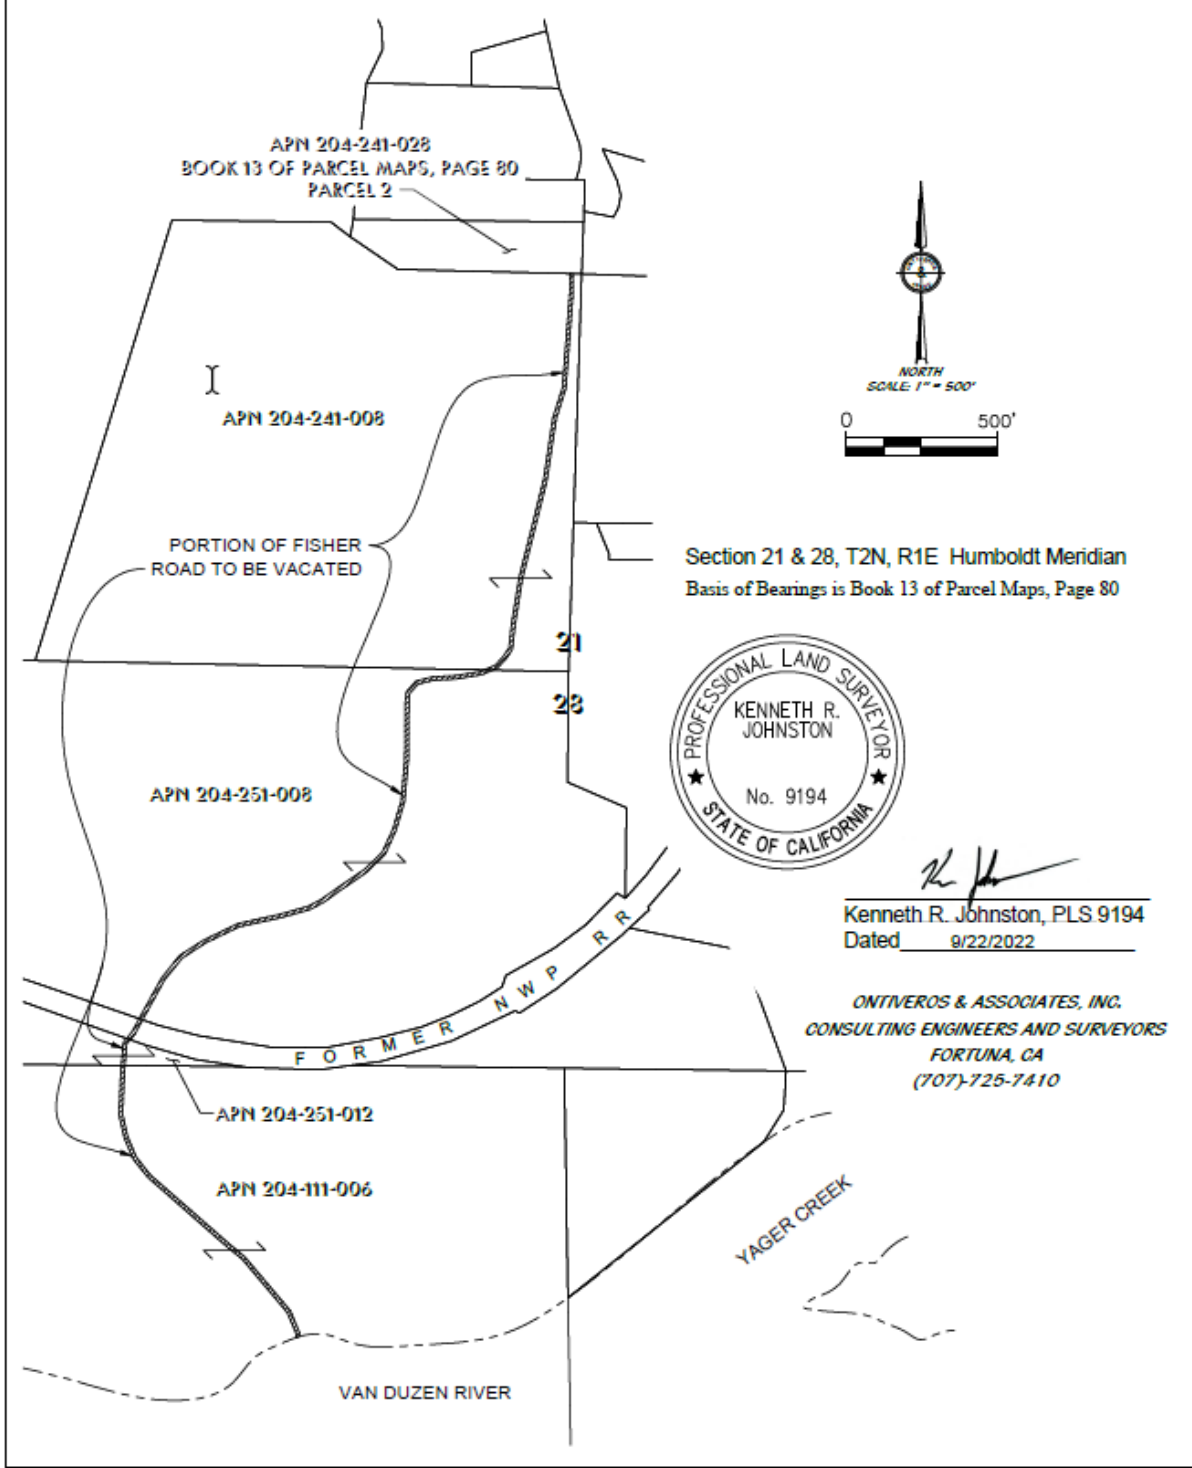 APN 204-241-028
BOOK 13 OF PARCEL MAPS, PAGE 80
PARCEL 2
NORTH
SCALE: 1" = 500'
0 500'
APN 204-241-008
PORTION OF FISHER
ROAD TO BE VACATED
Section 21 & 28, T2N, R1E Humboldt Meridian
Basis of Bearings is Book 13 of Parcel Maps, Page 80
21
28
PROFESSIONAL LAND SURVEYOR
KENNETH R.
JOHNSTON
No. 9194
STATE OF CALIFORNIA
APN 204-251-008
Kenneth R. Johnston, PLS 9194
Dated 9/22/2022
FORMER NWP RR
ONTIVEROS & ASSOCIATES, INC.
CONSULTING ENGINEERS AND SURVEYORS
FORTUNA, CA
(707)-725-7410
APN 204-251-012
APN 204-111-006
YAGER CREEK
VAN DUZEN RIVER